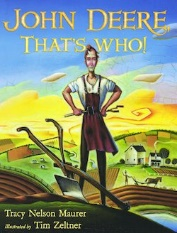 JOHN DEERE,
THAT'S WHO!
Tracy Nelson Maurer
illustrated by Tim Zeltner